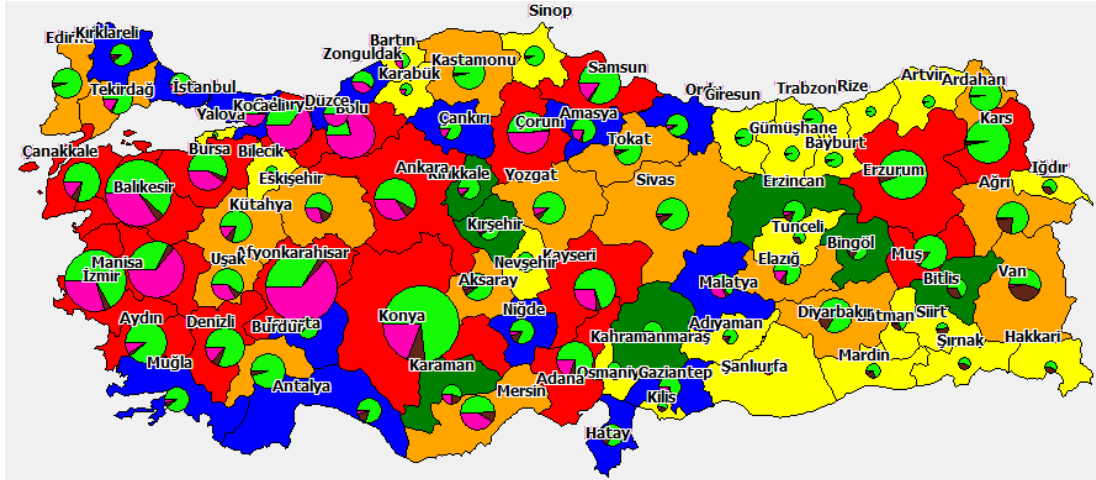 Sinop
Edirne
Kırklareli
Bartın
Zonguldak
Kastamonu
Samsun
Karabük
Artvin
Ardahan
Tekirdağ
İstanbul
Trabzon
Rize
Ordu
Giresun
Kocaeli
Düzce
Bolu
Yalova
Çankırı
Çorum
Amasya
Kars
Gümüşhane
Tokat
Bayburt
Çanakkale
Bursa
Bilecik
Ankara
Kırıkkale
Yozgat
Sivas
Erzincan
Erzurum
Ağrı
Iğdır
Balıkesir
Eskişehir
Kütahya
Kırşehir
Tunceli
Bingöl
Muş
Manisa
İzmir
Uşak
Afyonkarahisar
Nevşehir
Kayseri
Elazığ
Bitlis
Van
Aksaray
Malatya
Konya
Niğde
Siirt
Aydın
Denizli
Burdur
Diyarbakır
Batman
Adıyaman
Kahramanmaraş
Şırnak
Hakkari
Muğla
Karaman
Mardin
Antalya
Mersin
Adana
Osmaniy
Gaziantep
Şanlıurfa
Kilis
Hatay